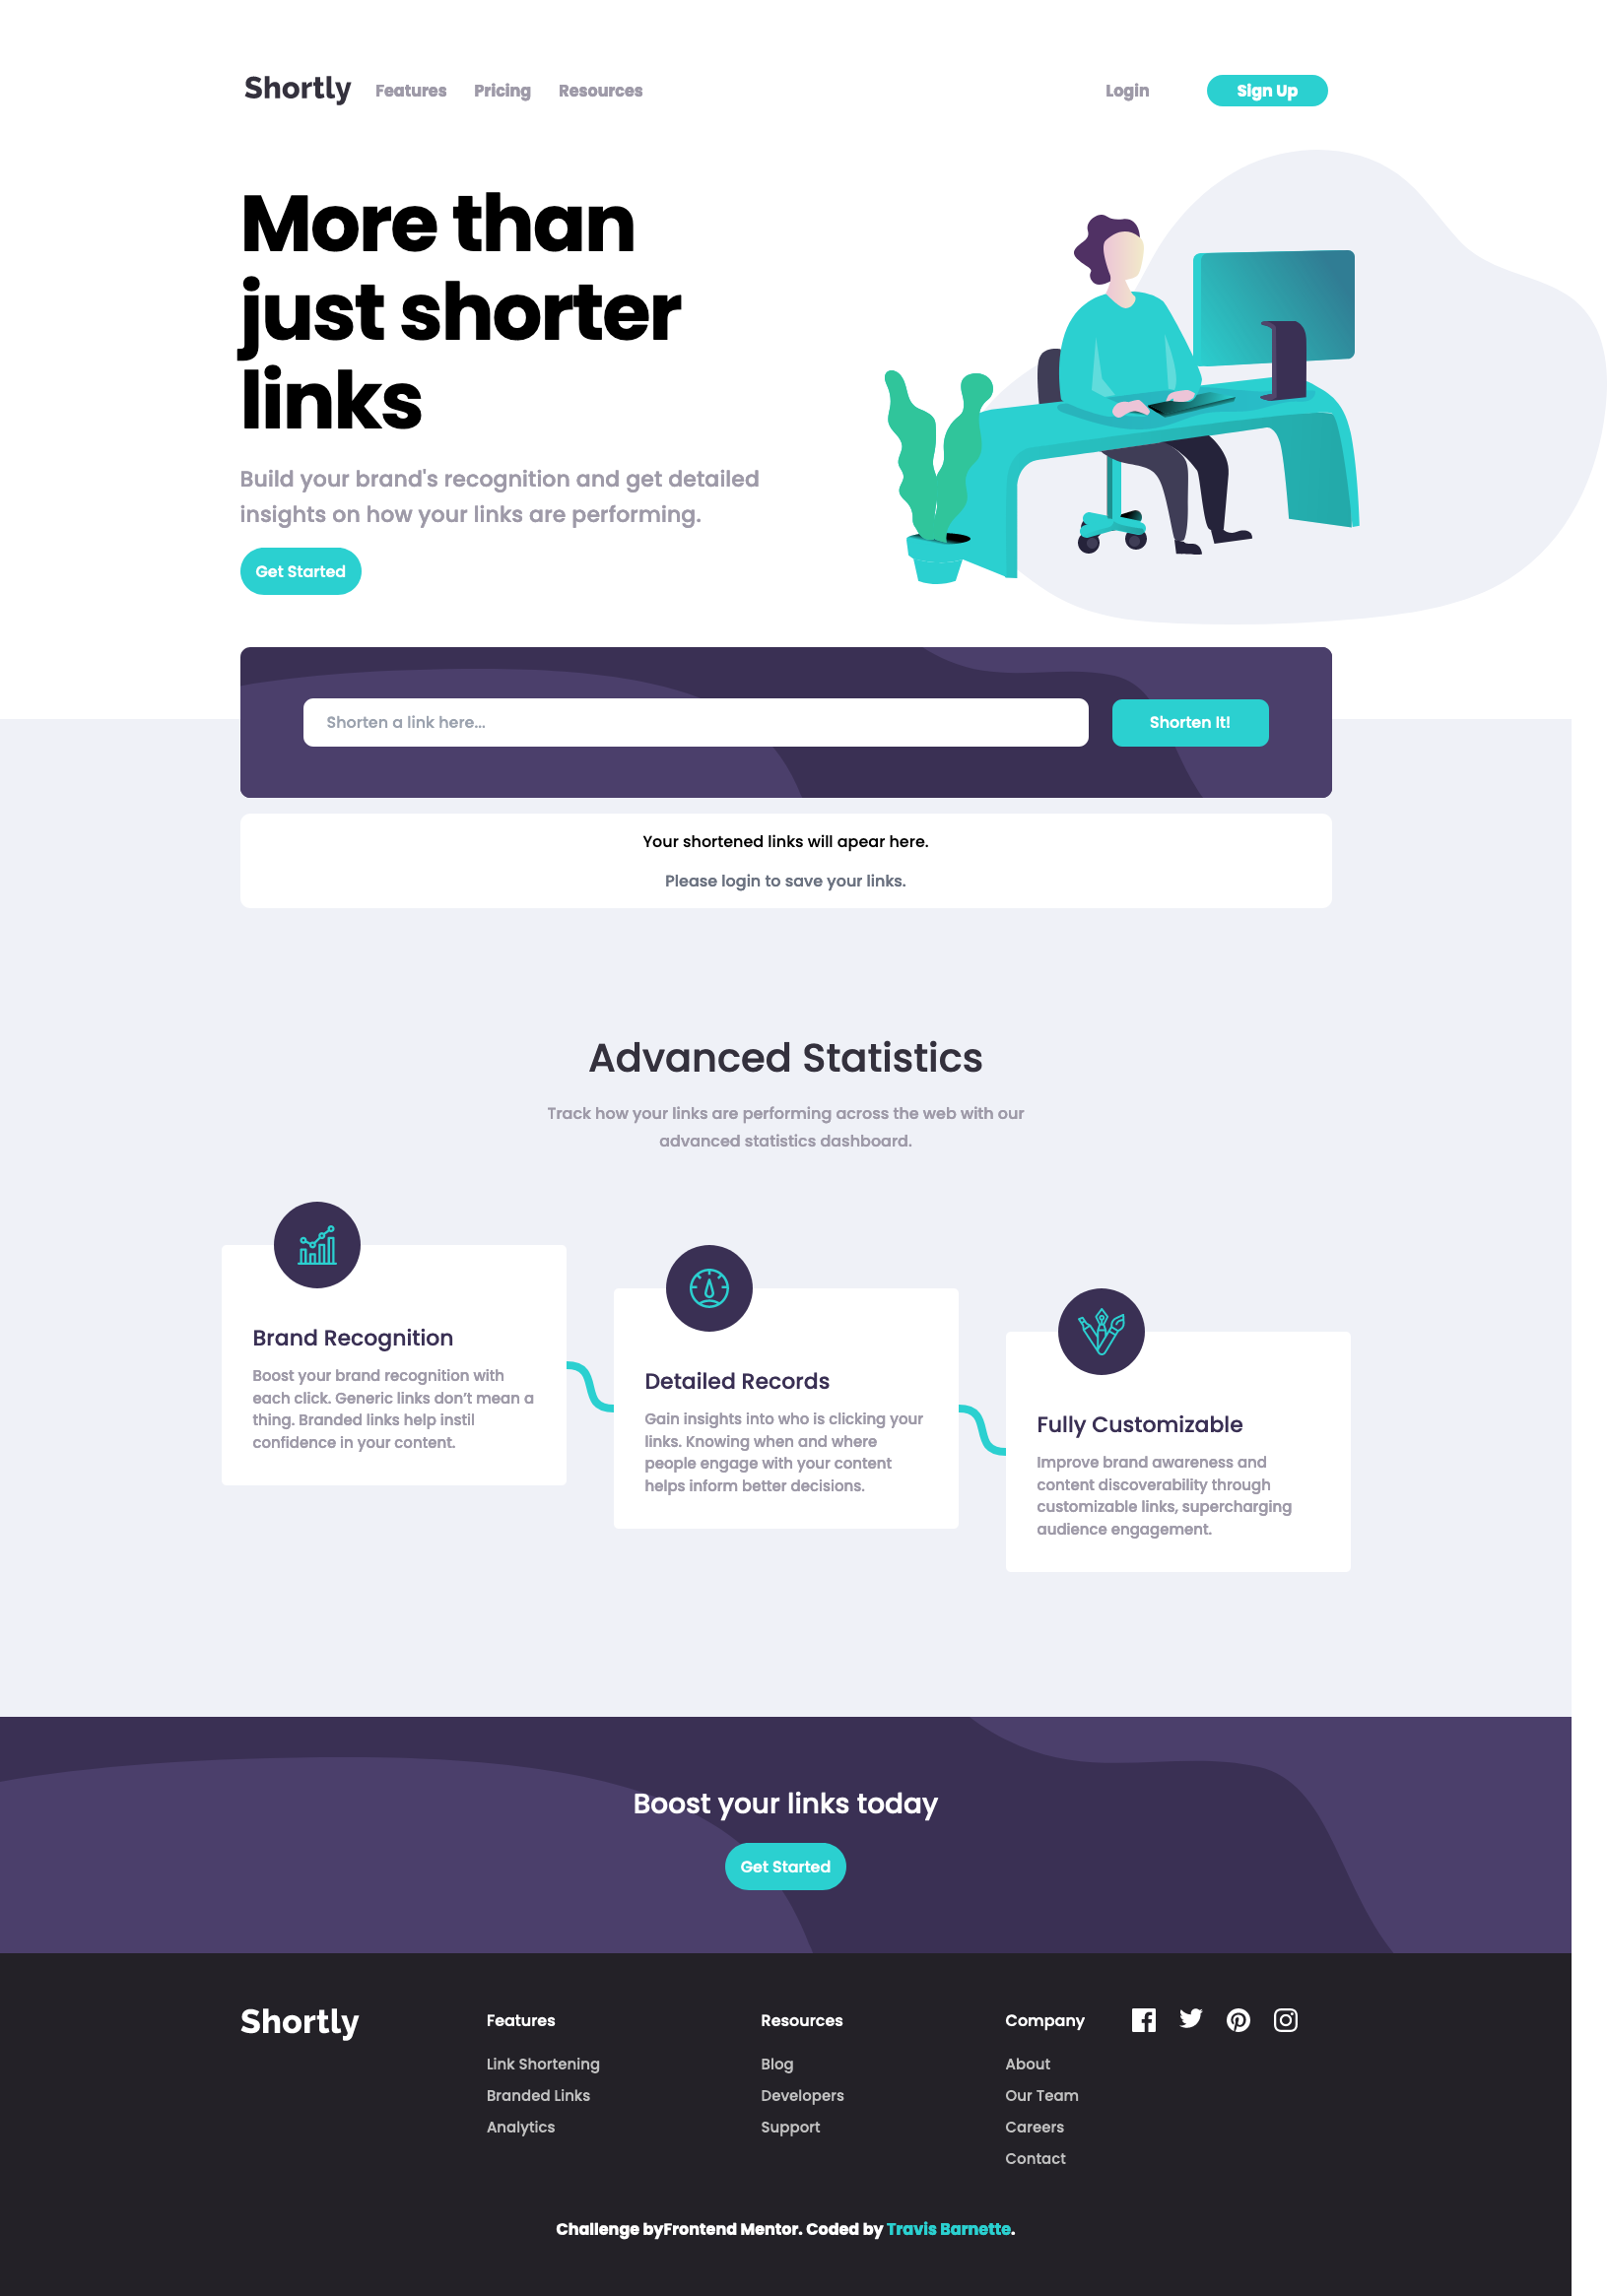 Shortly Features Pricing Resources Login Sign Up
More than
just shorter
links
Build your brand's recognition and get detailed
insights on how your links are performing.
Get Started
Shorten a link here...
Shorten It!
Your shortened links will apear here.
Please login to save your links.
Advanced Statistics
Track how your links are performing across the web with our
advanced statistics dashboard.
Brand Recognition
Boost your brand recognition with
each click. Generic links don’t mean a
thing. Branded links help instil
confidence in your content.
Detailed Records
Gain insights into who is clicking your
links. Knowing when and where
people engage with your content
helps inform better decisions.
Fully Customizable
Improve brand awareness and
content discoverability through
customizable links, supercharging
audience engagement.
Boost your links today
Get Started
Shortly
Features
Link Shortening
Branded Links
Analytics
Resources
Blog
Developers
Support
Company
About
Our Team
Careers
Contact
Challenge byFrontend Mentor. Coded by Travis Barnette.